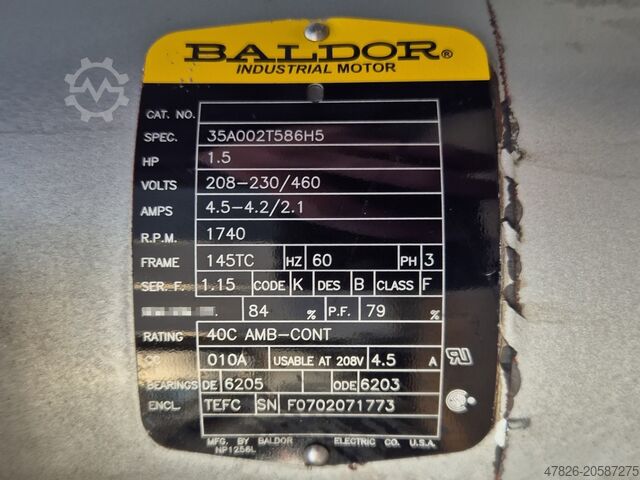 BALDOR®
INDUSTRIAL MOTOR
CAT. NO.
SPEC. 35A002T586H5
HP 1.5
VOLTS 208-230/460
AMPS 4.5-4.2/2.1
R.P.M. 1740
FRAME 145TC HZ 60 PH 3
SER. F. 1.15 CODE K DES B CLASS F
84 % P.F. 79 %
RATING 40C AMB-CONT
CC 010A USABLE AT 208V 4.5 A
BEARINGS DE 6205 ODE 6203
ENCL. TEFC SN F0702071773
MFG. BY BALDOR ELECTRIC CO. U.S.A.
NP1256L
47826-20587275